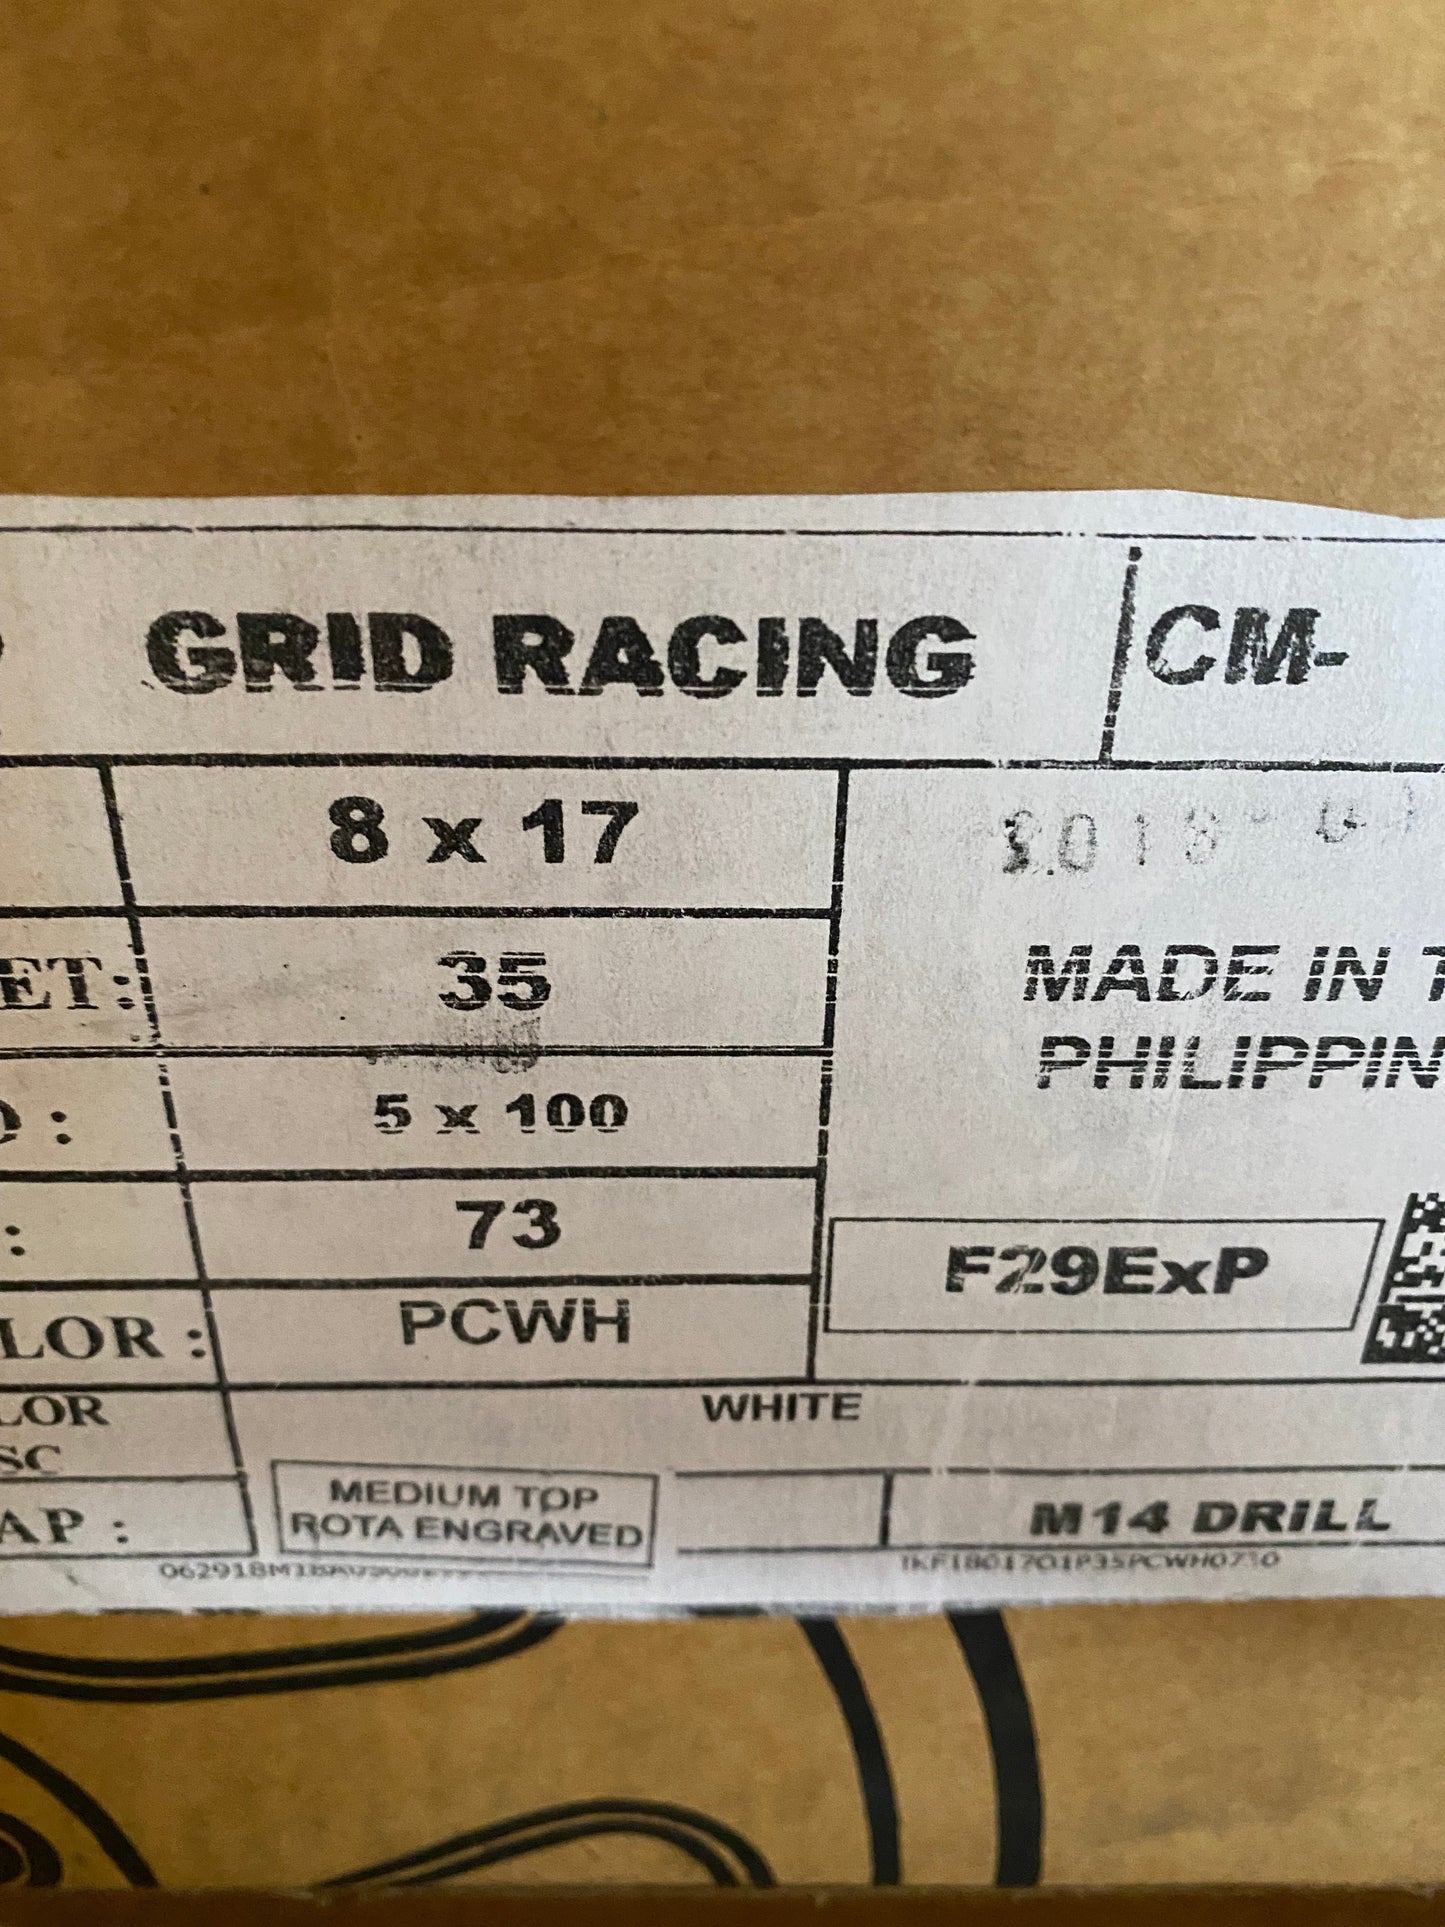 GRID RACING
CM-
8 x 17
ET:
35
MADE IN
PHILIPPIN
:
5 x 100
:
73
F29ExP
LOR :
PCWH
LOR
SC
WHITE
AP :
MEDIUM TOP
ROTA ENGRAVED
M14 DRILL